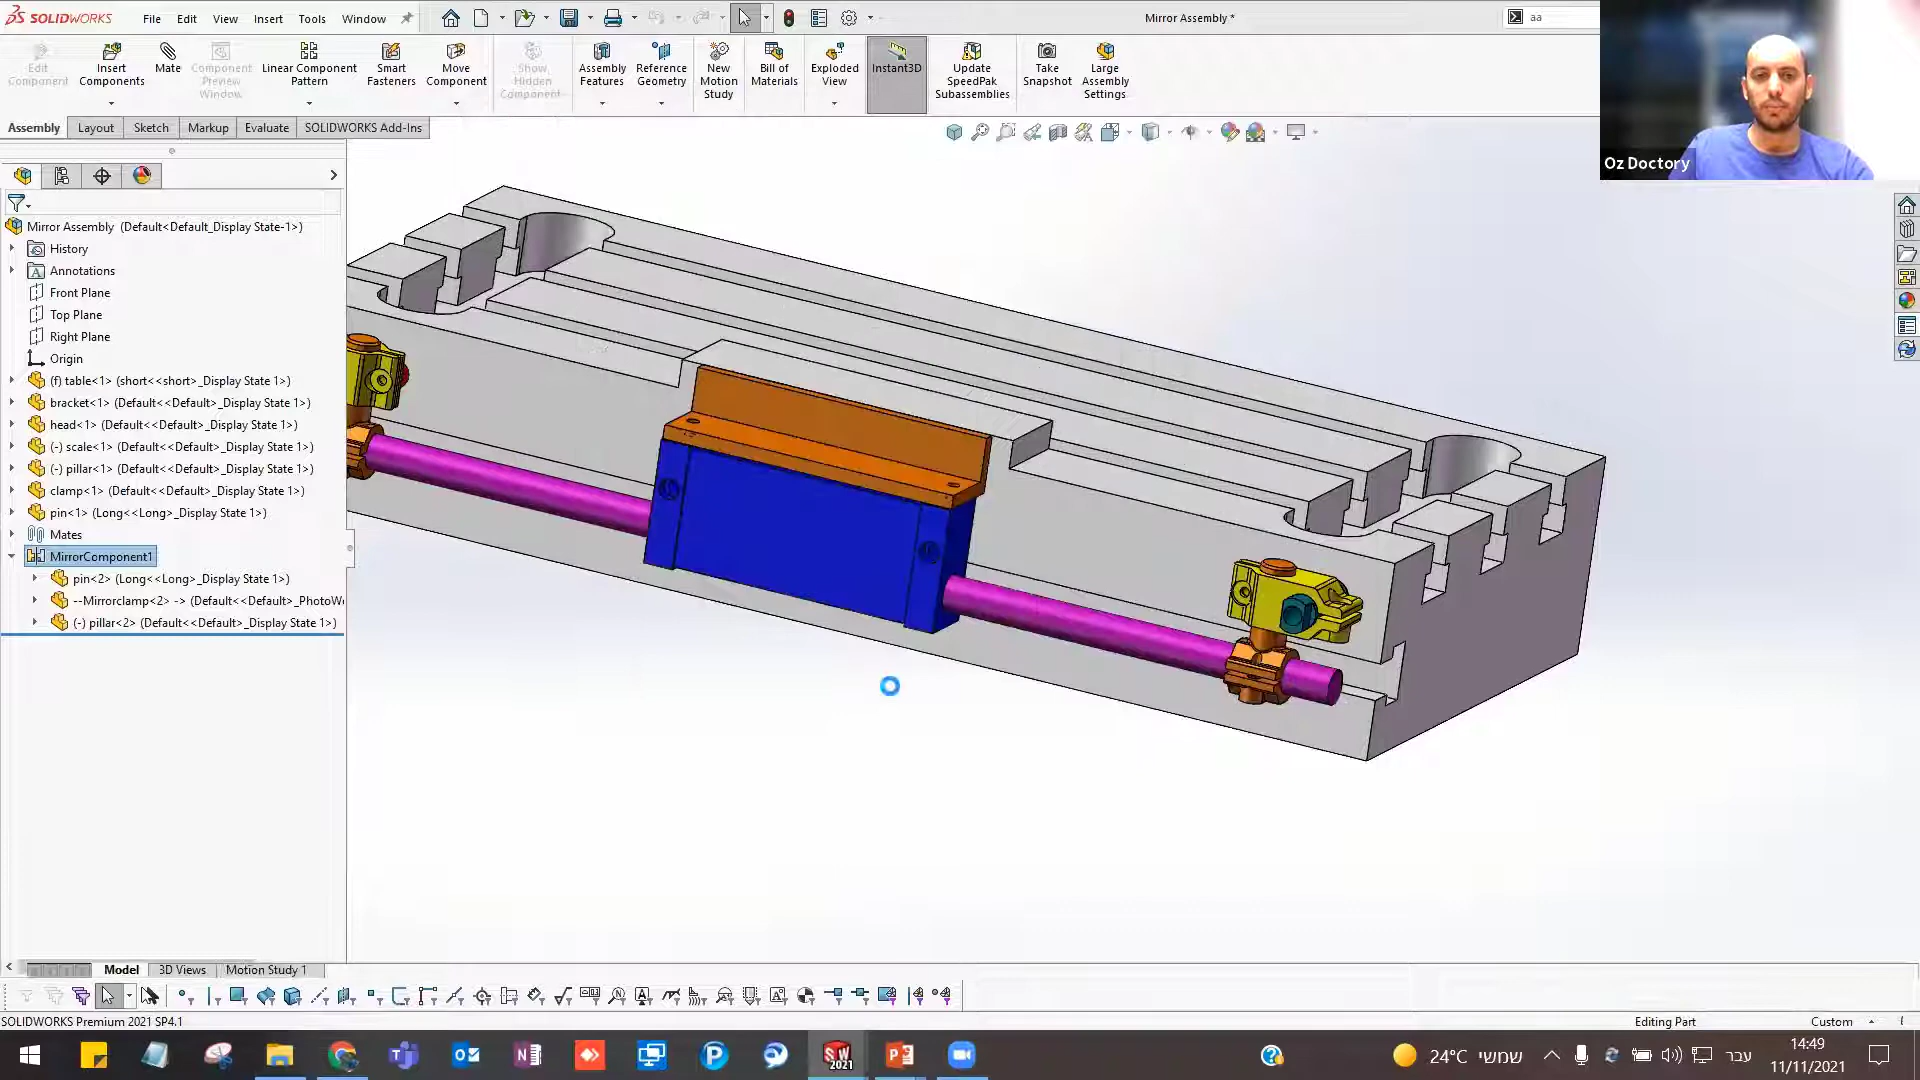 SOLIDWORKS
File Edit View Insert Tools Window
Mirror Assembly *
aa
Edit Component
Insert Components
Mate
Component Preview Window
Linear Component Pattern
Smart Fasteners
Move Component
Show Hidden Component
Assembly Features
Reference Geometry
New Motion Study
Bill of Materials
Exploded View
Instant3D
Update SpeedPak Subassemblies
Take Snapshot
Large Assembly Settings
Oz Doctory
Assembly Layout Sketch Markup Evaluate SOLIDWORKS Add-Ins
Mirror Assembly (Default<Default_Display State-1>)
History
Annotations
Front Plane
Top Plane
Right Plane
Origin
(f) table<1> (short<<short>_Display State 1>)
bracket<1> (Default<<Default>_Display State 1>)
head<1> (Default<<Default>_Display State 1>)
(-) scale<1> (Default<<Default>_Display State 1>)
(-) pillar<1> (Default<<Default>_Display State 1>)
clamp<1> (Default<<Default>_Display State 1>)
pin<1> (Long<<Long>_Display State 1>)
Mates
MirrorComponent1
pin<2> (Long<<Long>_Display State 1>)
--Mirrorclamp<2> -> (Default<<Default>_PhotoW
(-) pillar<2> (Default<<Default>_Display State 1>)
Model 3D Views Motion Study 1
SOLIDWORKS Premium 2021 SP4.1
Editing Part
Custom
SW 2021
24°C שמשי
עבר
14:49
11/11/2021